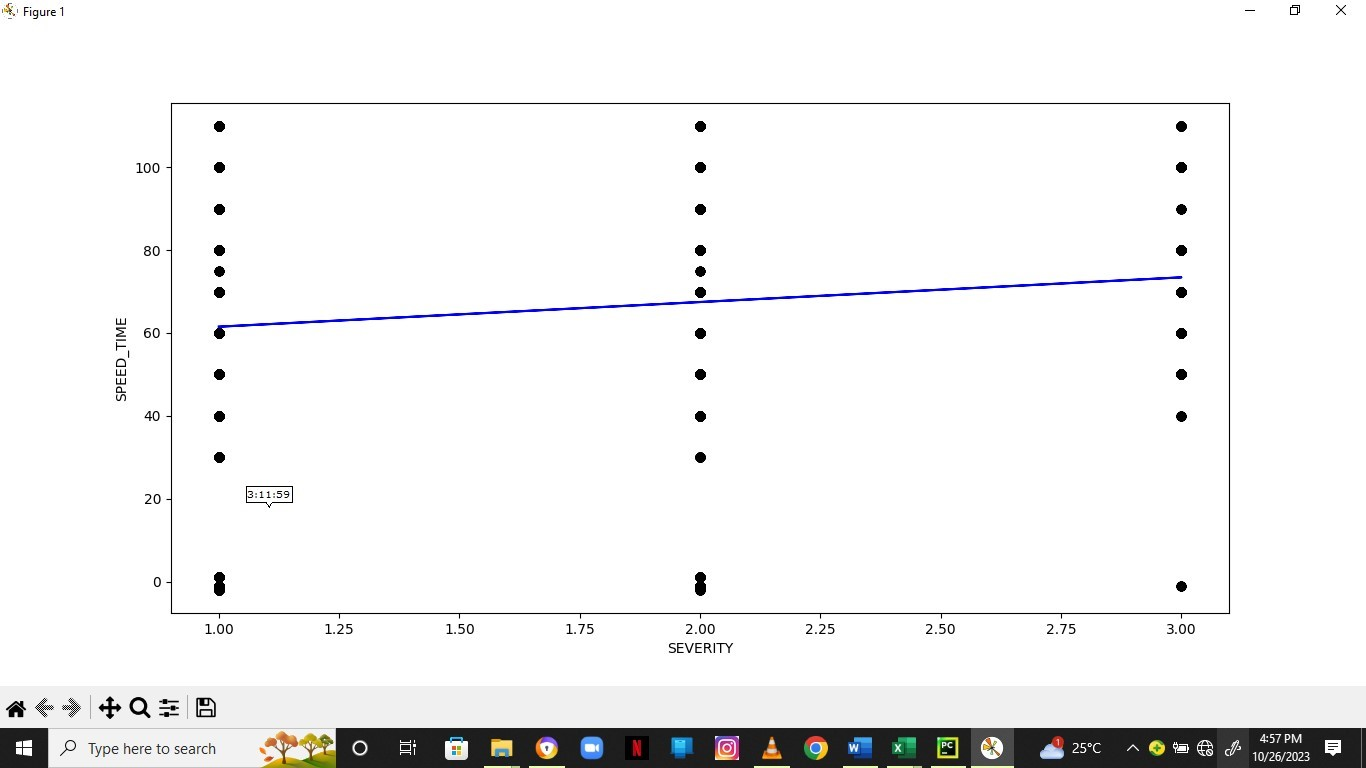 Figure 1
100
80
60
40
20
0
SPEED_TIME
3:11:59
1.00 1.25 1.50 1.75 2.00 2.25 2.50 2.75 3.00
SEVERITY
Type here to search
N
W
X
PC
1
25°C
4:57 PM
10/26/2023